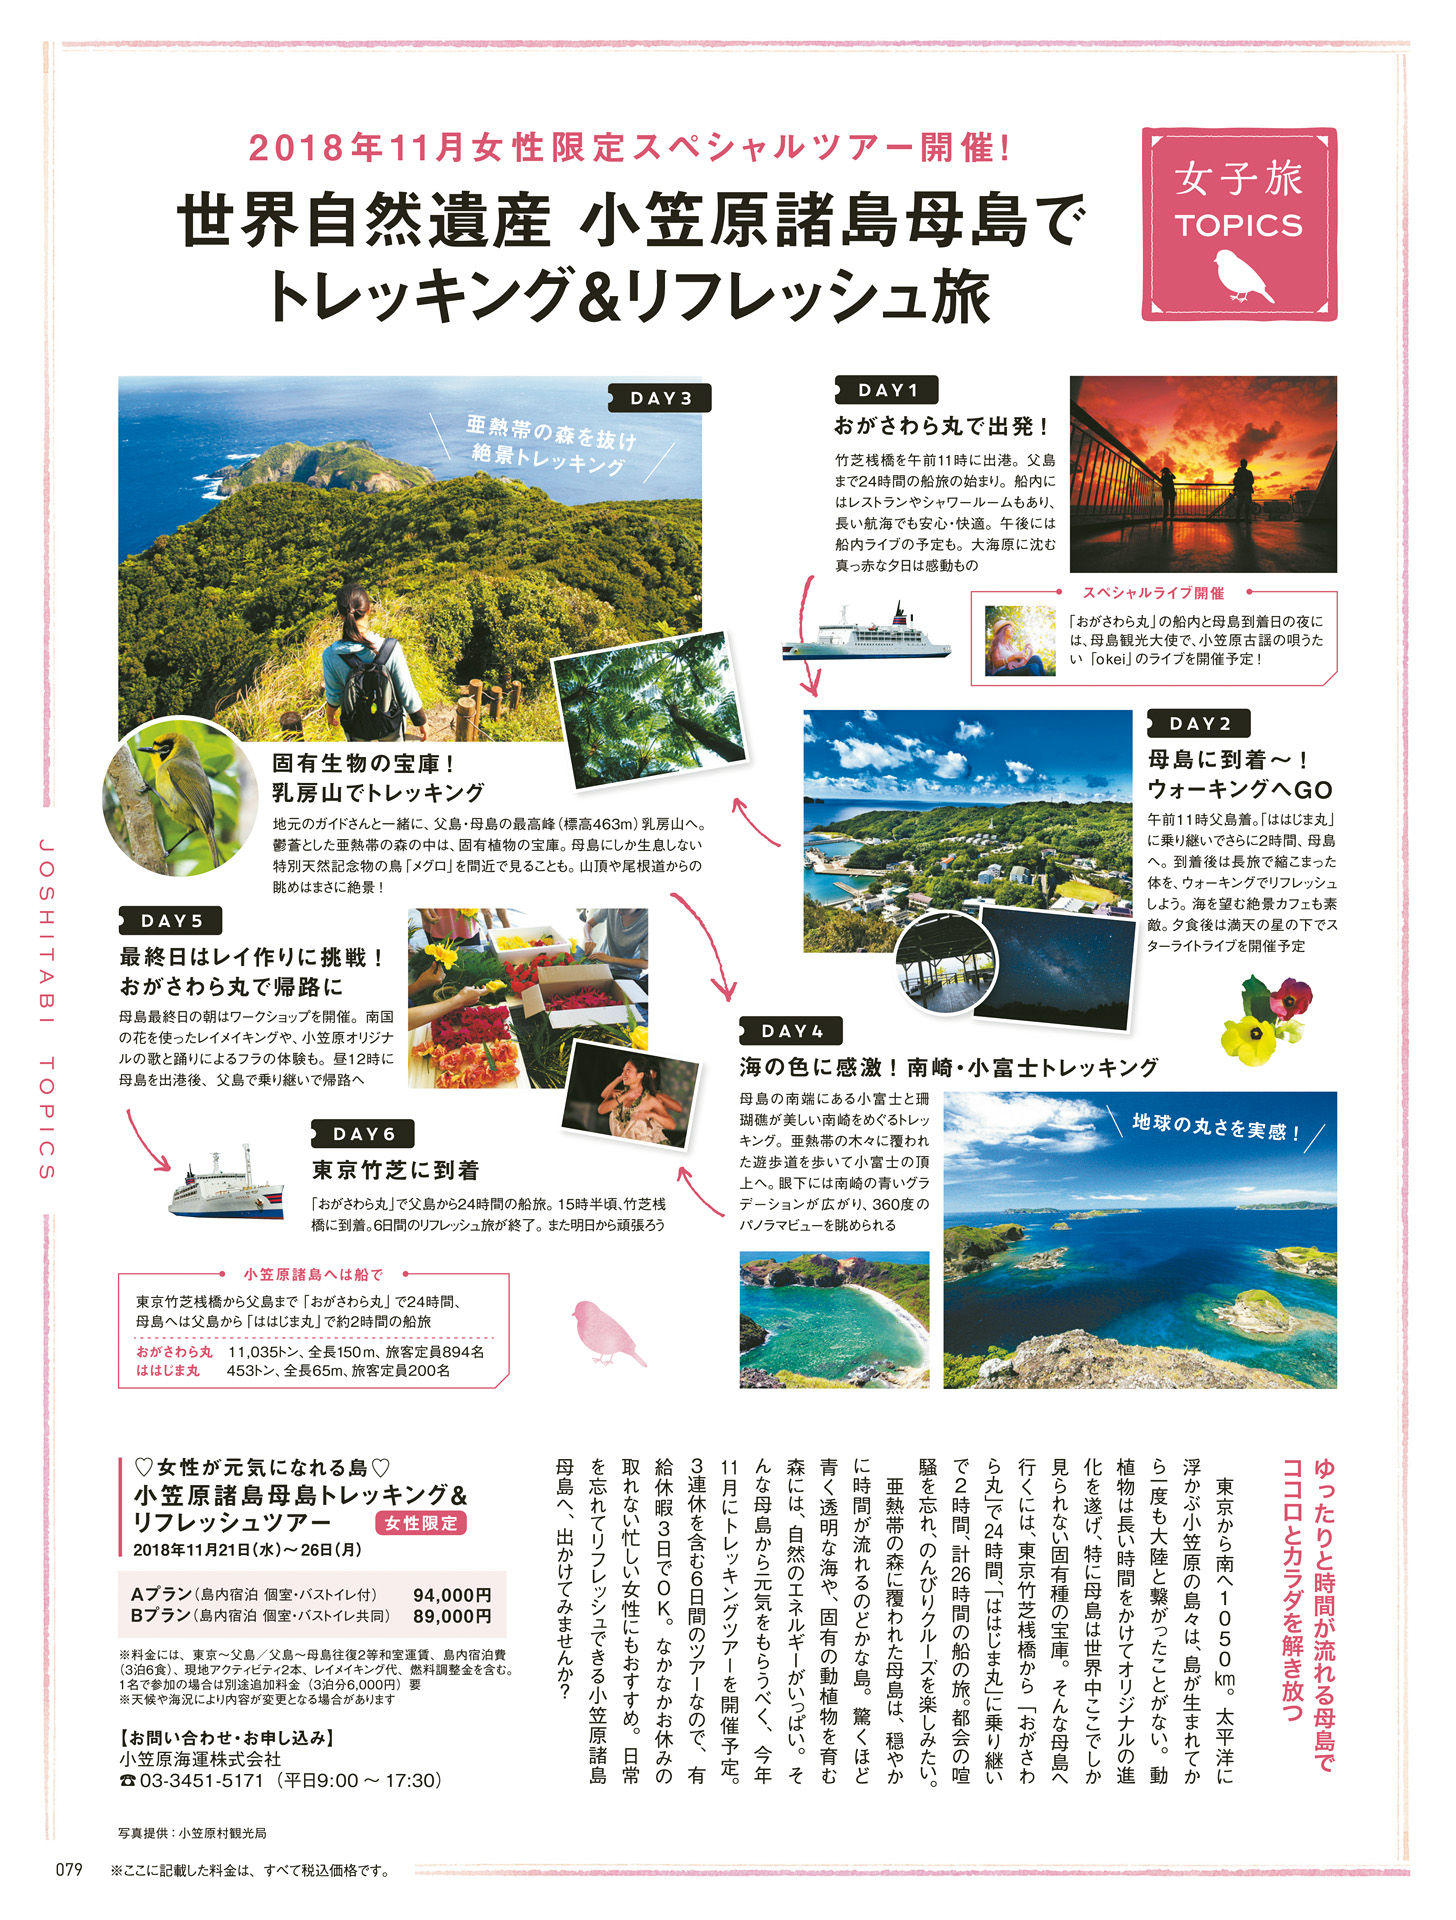 2018年11月女性限定スペシャルツアー開催!
世界自然遺産 小笠原諸島母島で
トレッキング&リフレッシュ旅
女子旅
TOPICS
DAY1
おがさわら丸で出発!
竹芝桟橋を午前11時に出港。父島
まで24時間の船旅の始まり。船内に
はレストランやシャワールームもあり、
長い航海でも安心・快適。午後には
船内ライブの予定も。大海原に沈む
真っ赤な夕日は感動もの
スペシャルライブ開催
「おがさわら丸」の船内と母島到着日の夜に
は、母島観光大使で、小笠原古謡の唄うた
い「okei」のライブを開催予定!
DAY2
母島に到着〜!
ウォーキングへGO
午前11時父島着。「ははじま丸」
に乗り継いでさらに2時間、母島
へ。到着後は長旅で縮こまった
体を、ウォーキングでリフレッシュ
しよう。海を望む絶景カフェも素
敵。夕食後は満天の星の下でス
ターライトライブを開催予定
DAY3
亜熱帯の森を抜け
絶景トレッキング
固有生物の宝庫!
乳房山でトレッキング
地元のガイドさんと一緒に、父島・母島の最高峰(標高463m)乳房山へ。
鬱蒼とした亜熱帯の森の中は、固有植物の宝庫。母島にしか生息しない
特別天然記念物の鳥「メグロ」を間近で見ることも。山頂や尾根道からの
眺めはまさに絶景!
DAY4
海の色に感激!南崎・小富士トレッキング
母島の南端にある小富士と珊
瑚礁が美しい南崎をめぐるトレッ
キング。亜熱帯の木々に覆われ
た遊歩道を歩いて小富士の頂
上へ。眼下には南崎の青いグラ
デーションが広がり、360度の
パノラマビューを眺められる
地球の丸さを実感!
DAY5
最終日はレイ作りに挑戦!
おがさわら丸で帰路に
母島最終日の朝はワークショップを開催。南国
の花を使ったレイメイキングや、小笠原オリジナ
ルの歌と踊りによるフラの体験も。昼12時に
母島を出港後、父島で乗り継いで帰路へ
DAY6
東京竹芝に到着
「おがさわら丸」で父島から24時間の船旅。15時半頃、竹芝桟
橋に到着。6日間のリフレッシュ旅が終了。また明日から頑張ろう
小笠原諸島へは船で
東京竹芝桟橋から父島まで「おがさわら丸」で24時間、
母島へは父島から「ははじま丸」で約2時間の船旅
おがさわら丸 11,035トン、全長150m、旅客定員894名
ははじま丸 453トン、全長65m、旅客定員200名
JOSHITABI TOPICS
ゆったりと時間が流れる母島で
ココロとカラダを解き放つ
東京から南へ1050km。太平洋に
浮かぶ小笠原の島々は、島が生まれてか
ら一度も大陸と繋がったことがない。動
植物は長い時間をかけてオリジナルの進
化を遂げ、特に母島は世界中ここでしか
見られない固有種の宝庫。そんな母島へ
行くには、東京竹芝桟橋から「おがさわ
ら丸」で24時間、「ははじま丸」に乗り継い
で2時間、計26時間の船の旅。都会の喧
騒を忘れ、のんびりクルーズを楽しみたい。
亜熱帯の森に覆われた母島は、穏やか
に時間が流れるのどかな島。驚くほど
青く透明な海や、固有の動植物を育む
森には、自然のエネルギーがいっぱい。そ
んな母島から元気をもらうべく、今年
11月にトレッキングツアーを開催予定。
3連休を含む6日間のツアーなので、有
給休暇3日でOK。なかなかお休みの
取れない忙しい女性にもおすすめ。日常
を忘れてリフレッシュできる小笠原諸島
母島へ、出かけてみませんか?
♡女性が元気になれる島♡
小笠原諸島母島トレッキング&
リフレッシュツアー 女性限定
2018年11月21日(水)〜26日(月)
Aプラン(島内宿泊 個室・バストイレ付) 94,000円
Bプラン(島内宿泊 個室・バストイレ共同) 89,000円
※料金には、東京〜父島/父島〜母島往復2等和室運賃、島内宿泊費
(3泊6食)、現地アクティビティ2本、レイメイキング代、燃料調整金を含む。
1名で参加の場合は別途追加料金(3泊分6,000円)要
※天候や海況により内容が変更となる場合があります
【お問い合わせ・お申し込み】
小笠原海運株式会社
☎03-3451-5171(平日9:00〜17:30)
写真提供:小笠原村観光局
079 ※ここに記載した料金は、すべて税込価格です。